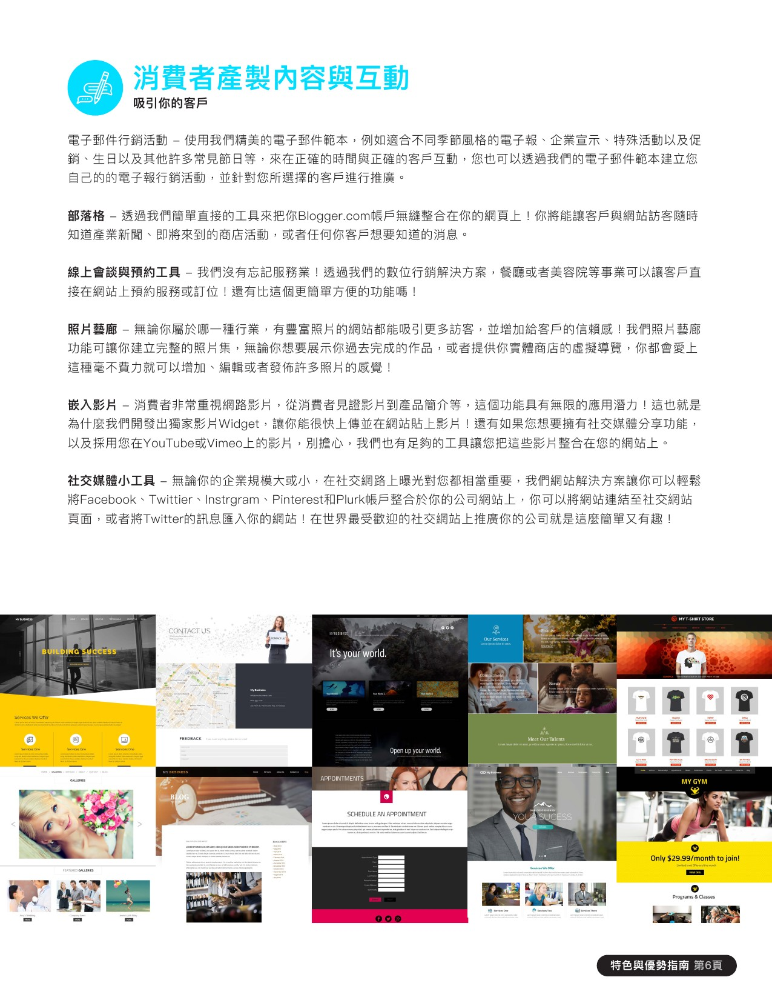 消費者產製內容與互動
吸引你的客戶
電子郵件行銷活動 – 使用我們精美的電子郵件範本，例如適合不同季節風格的電子報、企業宣示、特殊活動以及促
銷、生日以及其他許多常見節日等，來在正確的時間與正確的客戶互動，您也可以透過我們的電子郵件範本建立您
自己的的電子報行銷活動，並針對您所選擇的客戶進行推廣。
部落格 – 透過我們簡單直接的工具來把你Blogger.com帳戶無縫整合在你的網頁上！你將能讓客戶與網站訪客隨時
知道產業新聞、即將來到的商店活動，或者任何你客戶想要知道的消息。
線上會談與預約工具 – 我們沒有忘記服務業！透過我們的數位行銷解決方案，餐廳或者美容院等事業可以讓客戶直
接在網站上預約服務或訂位！還有比這個更簡單方便的功能嗎！
照片藝廊 – 無論你屬於哪一種行業，有豐富照片的網站都能吸引更多訪客，並增加給客戶的信賴感！我們照片藝廊
功能可讓你建立完整的照片集，無論你想要展示你過去完成的作品，或者提供你實體商店的虛擬導覽，你都會愛上
這種毫不費力就可以增加、編輯或者發佈許多照片的感覺！
嵌入影片 – 消費者非常重視網路影片，從消費者見證影片到產品簡介等，這個功能具有無限的應用潛力！這也就是
為什麼我們開發出獨家影片Widget，讓你能很快上傳並在網站貼上影片！還有如果您想要擁有社交媒體分享功能，
以及採用您在YouTube或Vimeo上的影片，別擔心，我們也有足夠的工具讓您把這些影片整合在您的網站上。
社交媒體小工具 – 無論你的企業規模大或小，在社交網路上曝光對您都相當重要，我們網站解決方案讓你可以輕鬆
將Facebook、Twittier、Instrgram、Pinterest和Plurk帳戶整合於你的公司網站上，你可以將網站連結至社交網站
頁面，或者將Twitter的訊息匯入你的網站！在世界最受歡迎的社交網站上推廣你的公司就是這麼簡單又有趣！
MY BUSINESS
BUILDING SUCCESS
Services We Offer
Services One
Services One
Services One
CONTACT US
CONTACT US
My Business
FEEDBACK
MYBUSINESS
It's your world.
Your World 1
Your World 2
Your World 3
Open up your world.
Our Services
Promise
Read More
Commitment
Result
Read More
Read More
Meet Our Talents
MY T-SHIRT STORE
MUSTACHE
HEART
SMILE
GALLERIES
FEATURED GALLERIES
MY BUSINESS
BLOG
APPOINTMENTS
SCHEDULE AN APPOINTMENT
My Business
OUR OBSESSION IS
YOUR SUCESS
Services We Offer
Services One
Services Two
Services Three
MY GYM
Only $29.99/month to join!
VIEW DEAL
Programs & Classes
特色與優勢指南 第6頁